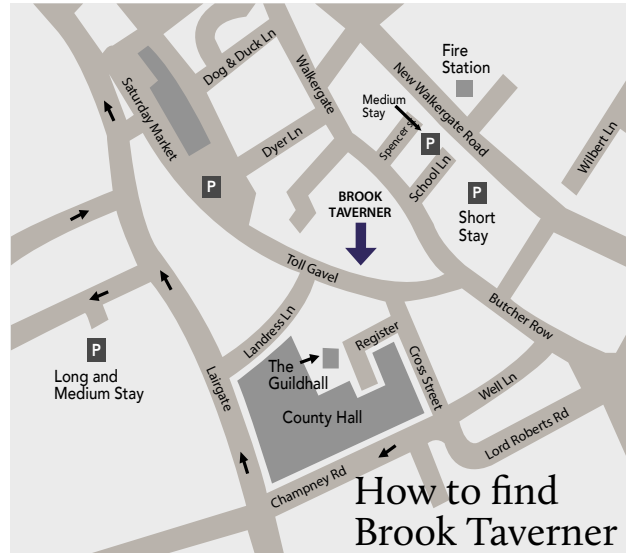 Dog & Duck Ln
Walkergate
Fire
Station
New Walkergate Road
Saturday Market
Medium
Stay
Spencer St
Wilbert Ln
Dyer Ln
P
School Ln
P
P
BROOK
TAVERNER
Short
Stay
Toll Gavel
Butcher Row
Landress Ln
Register
P
The
Guildhall
Cross Street
Long and
Medium Stay
Lairgate
Well Ln
County Hall
Lord Roberts Rd
Champney Rd
How to find
Brook Taverner